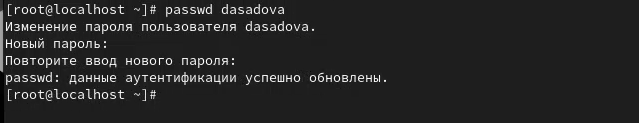 [root@localhost ~]# passwd dasadova
Изменение пароля пользователя dasadova.
Новый пароль:
Повторите ввод нового пароля:
passwd: данные аутентификации успешно обновлены.
[root@localhost ~]#